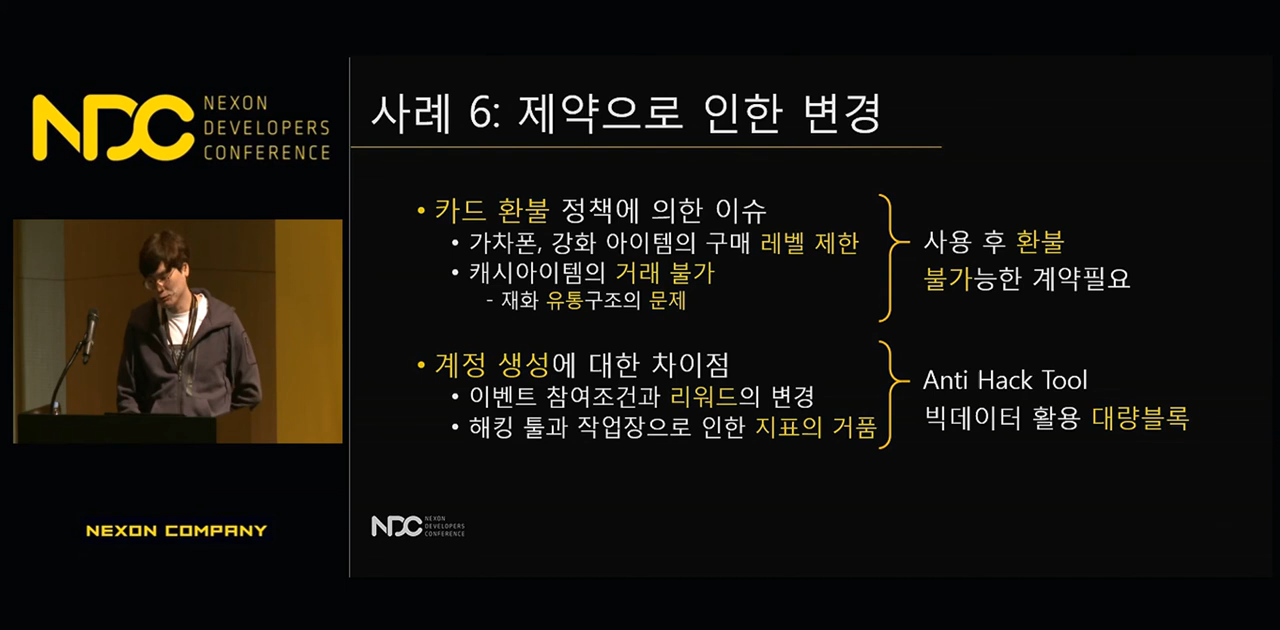 NDC
NEXON
DEVELOPERS
CONFERENCE
NEXON COMPANY
사례 6: 제약으로 인한 변경
• 카드 환불 정책에 의한 이슈
• 가차폰, 강화 아이템의 구매 레벨 제한
• 캐시아이템의 거래 불가
- 재화 유통구조의 문제
사용 후 환불
불가능한 계약필요
• 계정 생성에 대한 차이점
• 이벤트 참여조건과 리워드의 변경
• 해킹 툴과 작업장으로 인한 지표의 거품
Anti Hack Tool
빅데이터 활용 대량블록
NDC
NEXON
DEVELOPERS
CONFERENCE